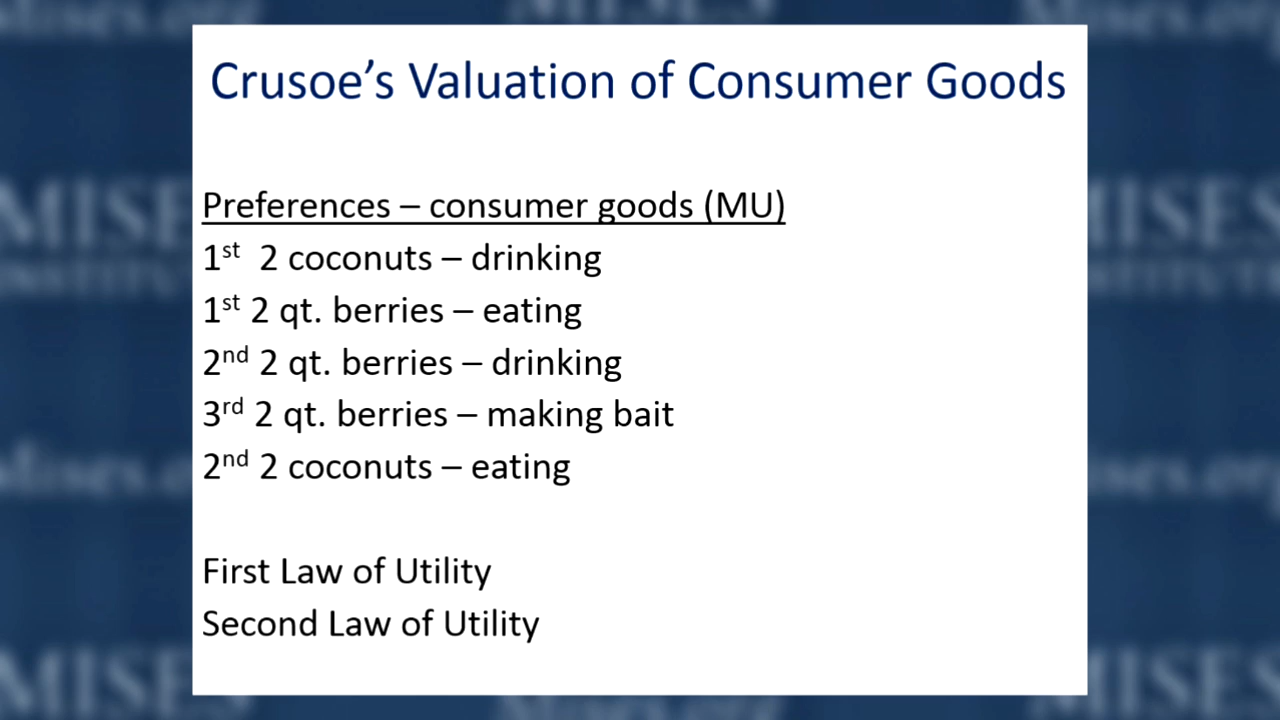 Crusoe's Valuation of Consumer Goods
Preferences – consumer goods (MU)
1st 2 coconuts – drinking
1st 2 qt. berries – eating
2nd 2 qt. berries – drinking
3rd 2 qt. berries – making bait
2nd 2 coconuts – eating
First Law of Utility
Second Law of Utility